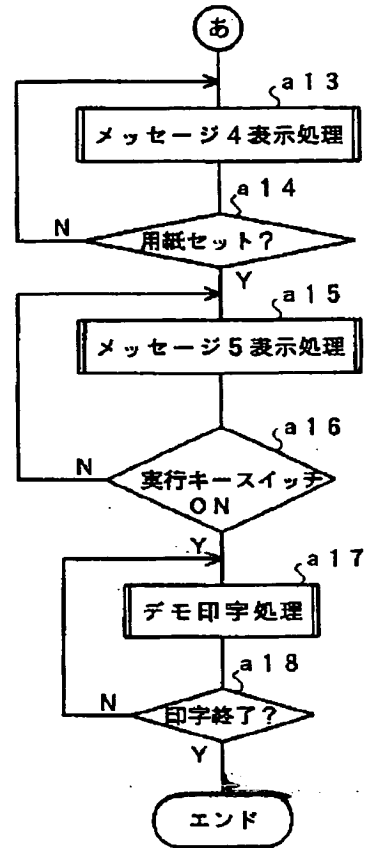 あ
a13
メッセージ4表示処理
a14
用紙セット?
N
Y
a15
メッセージ5表示処理
a16
実行キースイッチ
ON
N
Y
a17
デモ印字処理
a18
印字終了?
N
Y
エンド